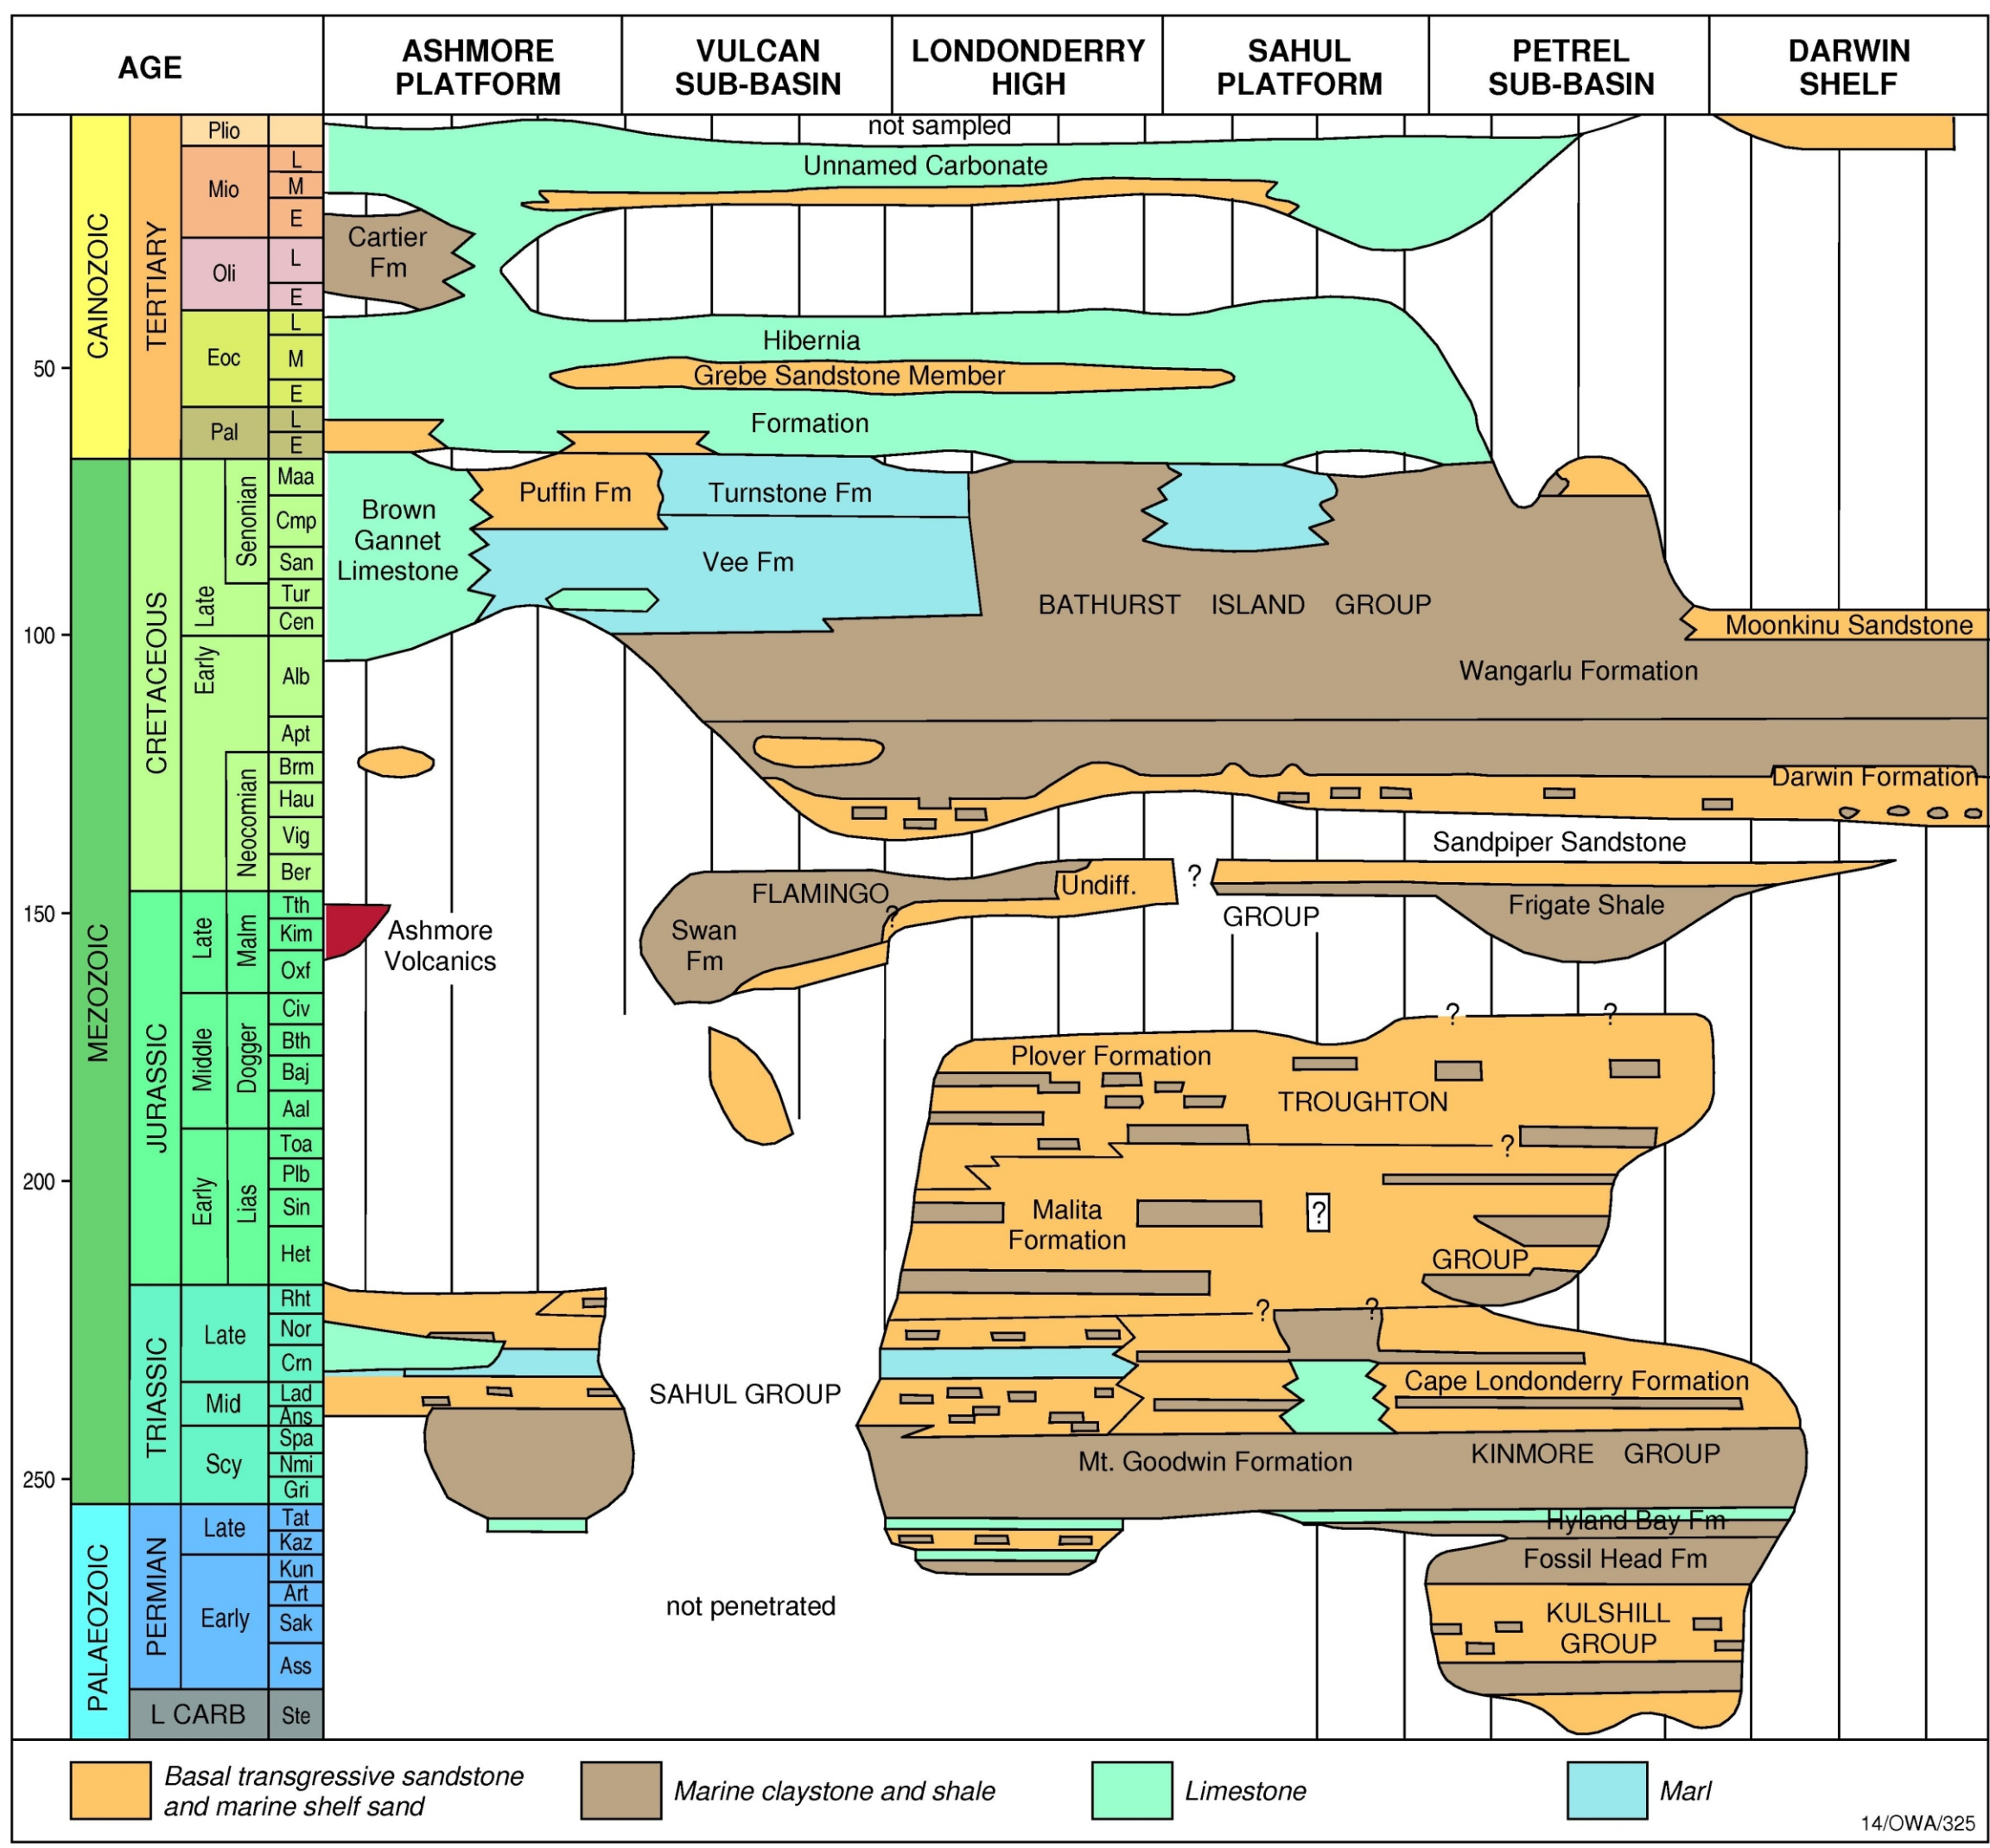 AGE
ASHMORE
PLATFORM
VULCAN
SUB-BASIN
LONDONDERRY
HIGH
SAHUL
PLATFORM
PETREL
SUB-BASIN
DARWIN
SHELF
CAINOZOIC
TERTIARY
Plio
Mio
L
M
E
Oli
L
E
Eoc
L
M
E
Pal
L
E
50
MEZOZOIC
CRETACEOUS
Late
Senonian
Maa
Cmp
San
Tur
Cen
100
Early
Alb
Apt
Neocomian
Brm
Hau
Vig
Ber
JURASSIC
Late
Malm
Tth
Kim
Oxf
150
Middle
Dogger
Civ
Bth
Baj
Aal
Early
Lias
Toa
Plb
Sin
Het
200
TRIASSIC
Late
Rht
Nor
Crn
Mid
Lad
Ans
Scy
Spa
Nmi
Gri
250
PALAEOZOIC
PERMIAN
Late
Tat
Kaz
Early
Kun
Art
Sak
Ass
L CARB
Ste
not sampled
Unnamed Carbonate
Cartier
Fm
Hibernia
Grebe Sandstone Member
Formation
Brown
Gannet
Limestone
Puffin Fm
Turnstone Fm
Vee Fm
BATHURST ISLAND GROUP
Moonkinu Sandstone
Wangarlu Formation
Darwin Formation
Sandpiper Sandstone
FLAMINGO
Undiff.
?
?
GROUP
Frigate Shale
Swan
Fm
Ashmore
Volcanics
?
?
Plover Formation
TROUGHTON
?
Malita
Formation
?
GROUP
?
?
SAHUL GROUP
Cape Londonderry Formation
Mt. Goodwin Formation
KINMORE GROUP
Hyland Bay Fm
Fossil Head Fm
not penetrated
KULSHILL
GROUP
Basal transgressive sandstone
and marine shelf sand
Marine claystone and shale
Limestone
Marl
14/OWA/325